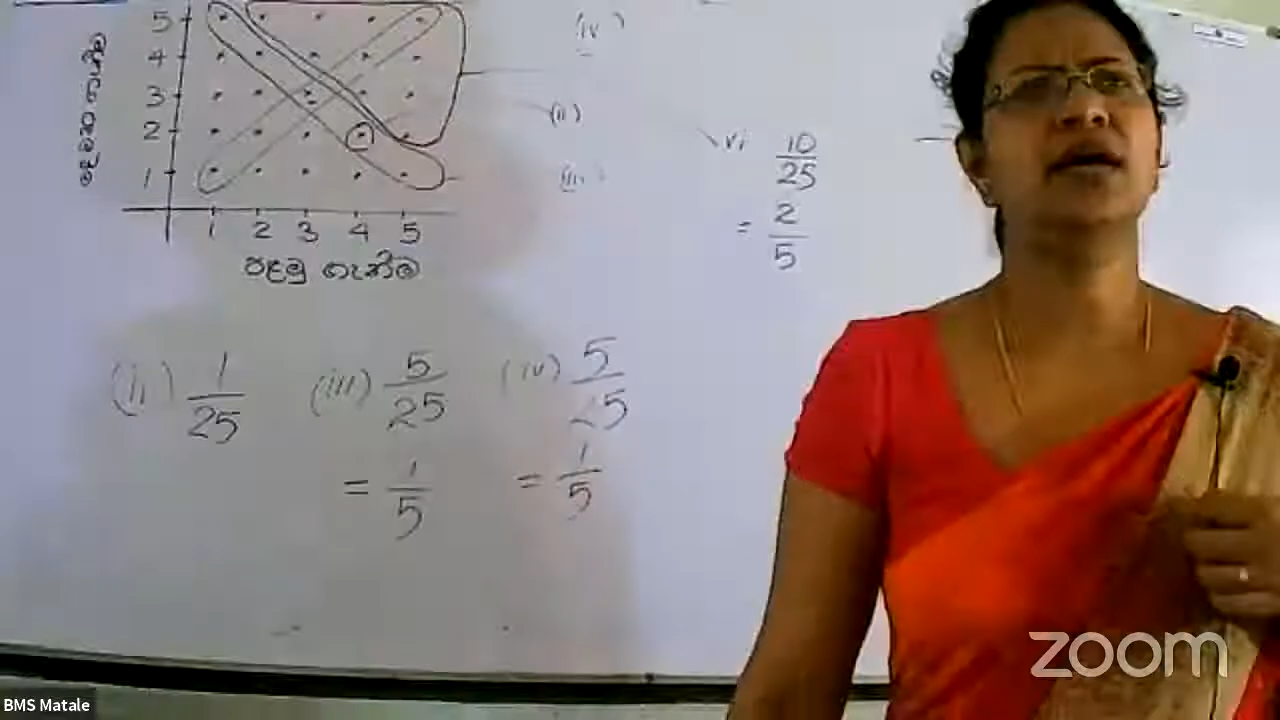 5
4
3
2
1
1 2 3 4 5
දෙවන ගැනීම
පළමු ගැනීම
(iv)
(ii)
(iii)
vi 10/25
= 2/5
(ii) 1/25
(iii) 5/25
= 1/5
(iv) 5/25
= 1/5
zoom
BMS Matale